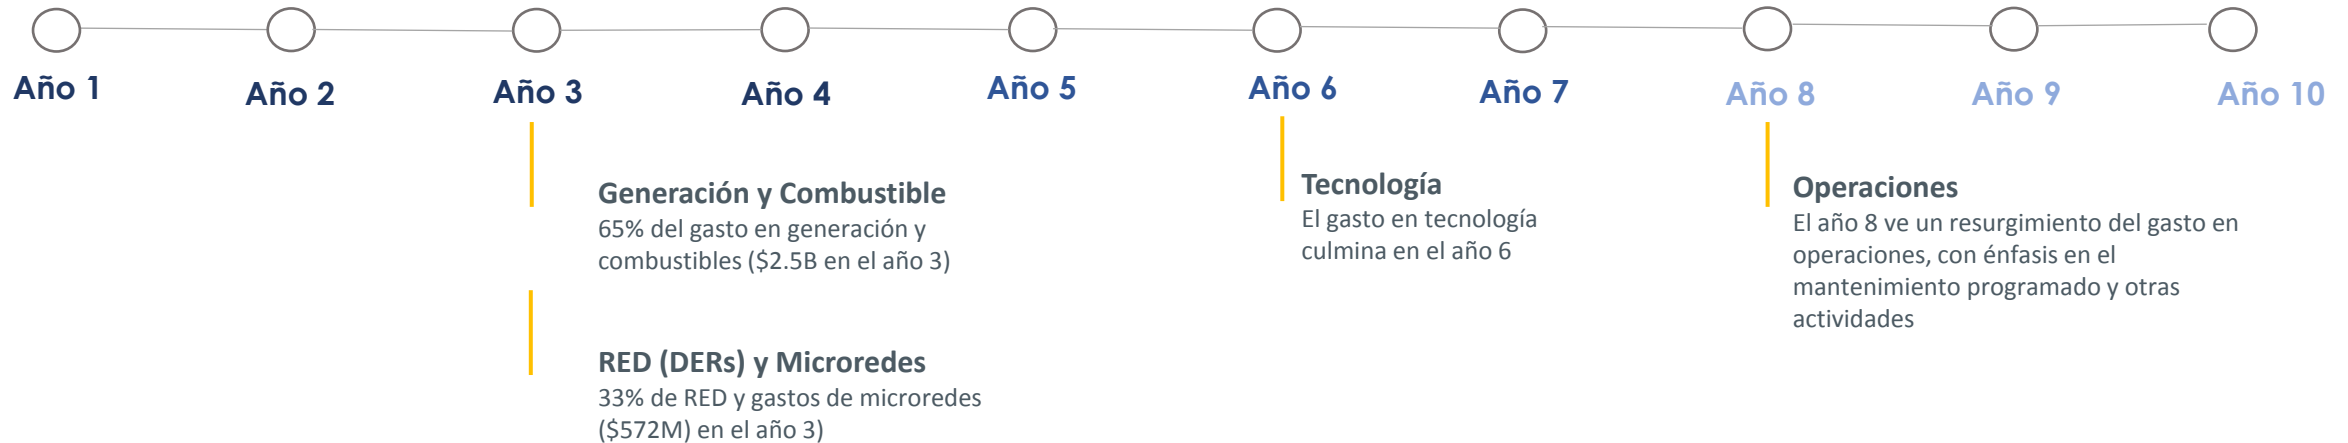 Año 1
Año 2
Año 3
Año 4
Año 5
Año 6
Año 7
Año 8
Año 9
Año 10
Generación y Combustible
65% del gasto en generación y
combustibles ($2.5B en el año 3)
RED (DERs) y Microredes
33% de RED y gastos de microredes
($572M) en el año 3)
Tecnología
El gasto en tecnología
culmina en el año 6
Operaciones
El año 8 ve un resurgimiento del gasto en
operaciones, con énfasis en el
mantenimiento programado y otras
actividades